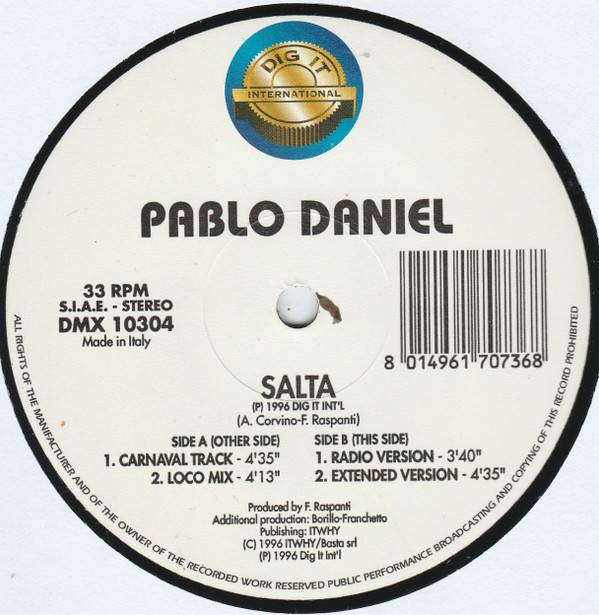 DIG IT
INTERNATIONAL
PABLO DANIEL
33 RPM
S.I.A.E. - STEREO
DMX 10304
Made in Italy
8 014961 707368
SALTA
(P) 1996 DIG IT INT'L
(A. Corvino-F. Raspanti)
SIDE A (OTHER SIDE)
1. CARNAVAL TRACK - 4'35"
2. LOCO MIX - 4'13"
SIDE B (THIS SIDE)
1. RADIO VERSION - 3'40"
2. EXTENDED VERSION - 4'35"
Produced by F. Raspanti
Additional production: Borillo-Franchetto
Publishing: ITWHY
(C) 1996 ITWHY/Basta srl
(P) 1996 Dig It Int'l
ALL RIGHTS OF THE MANUFACTURER AND OF THE OWNER OF THE RECORDED WORK RESERVED PUBLIC PERFORMANCE BROADCASTING AND COPYING OF THIS RECORD PROHIBITED